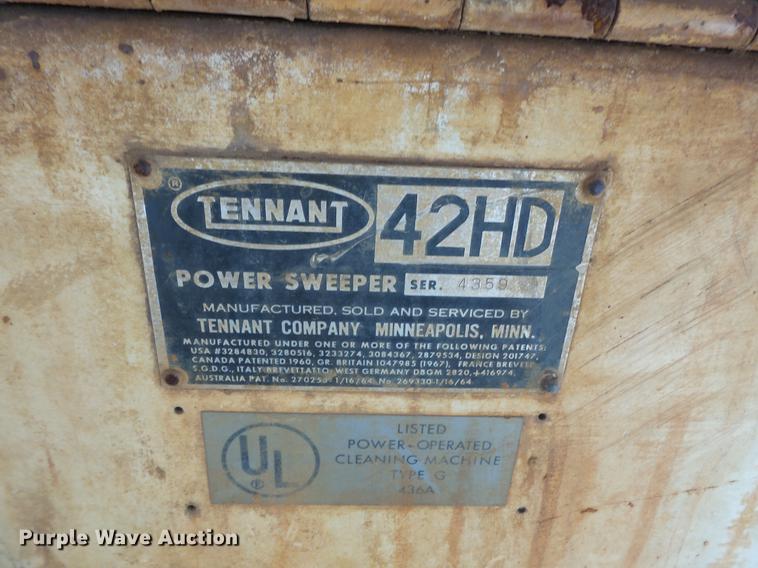 ® TENNANT 42HD
POWER SWEEPER SER. 4359
MANUFACTURED, SOLD AND SERVICED BY
TENNANT COMPANY MINNEAPOLIS, MINN.
MANUFACTURED UNDER ONE OR MORE OF THE FOLLOWING PATENTS:
USA #3284830, 3280516, 3233274, 3084367, 2879534, DESIGN 201747,
CANADA PATENTED 1960, GR. BRITAIN 1047985 (1967), FRANCE BREVETE
S.G.D.G., ITALY BREVETTATO, WEST GERMANY DBGM 2820, +416974,
AUSTRALIA PAT. No. 270253-1/16/64, No. 269330-1/16/64
UL ®
LISTED
POWER-OPERATED
CLEANING MACHINE
TYPE G
436A
Purple Wave Auction